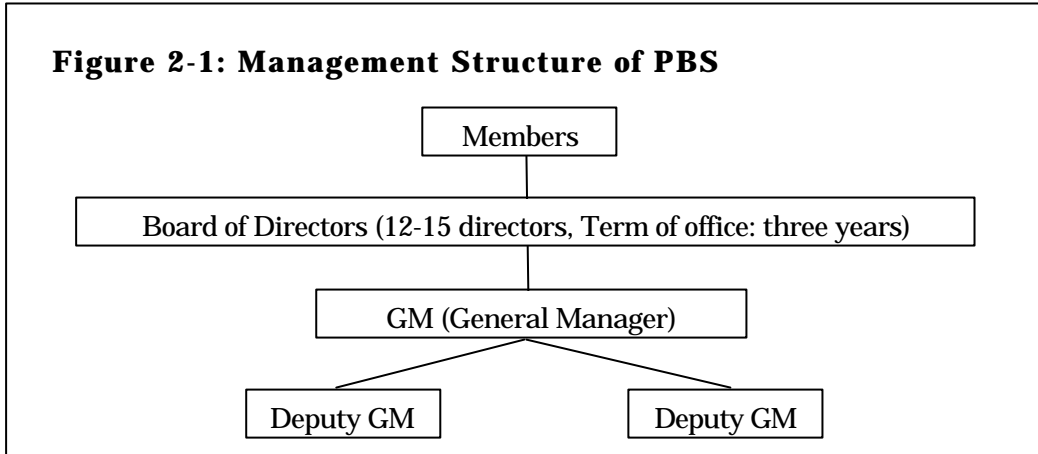 Figure 2-1: Management Structure of PBS
Members
Board of Directors (12-15 directors, Term of office: three years)
GM (General Manager)
Deputy GM
Deputy GM